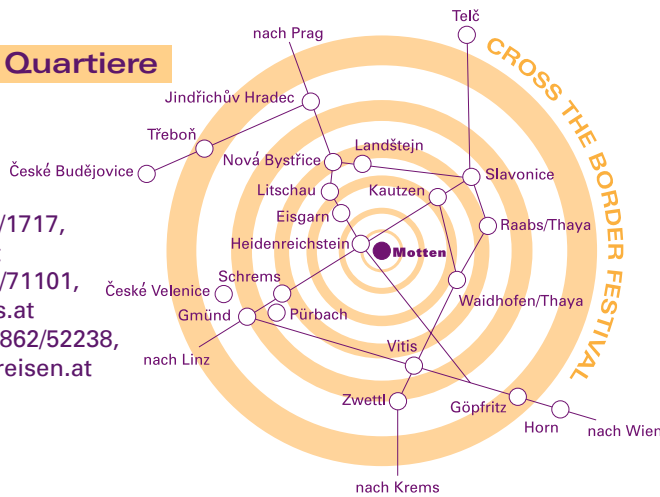 Quartiere
/1717,
/71101,
s.at
862/52238,
reisen.at
Telč
nach Prag
CROSS THE BORDER FESTIVAL
Jindřichův Hradec
Třeboň
České Budějovice
Nová Bystřice
Landštejn
Slavonice
Litschau
Kautzen
Eisgarn
Raabs/Thaya
Heidenreichstein
Motten
Schrems
České Velenice
Waidhofen/Thaya
Gmünd
Pürbach
Vitis
nach Linz
Zwettl
Göpfritz
Horn
nach Wien
nach Krems